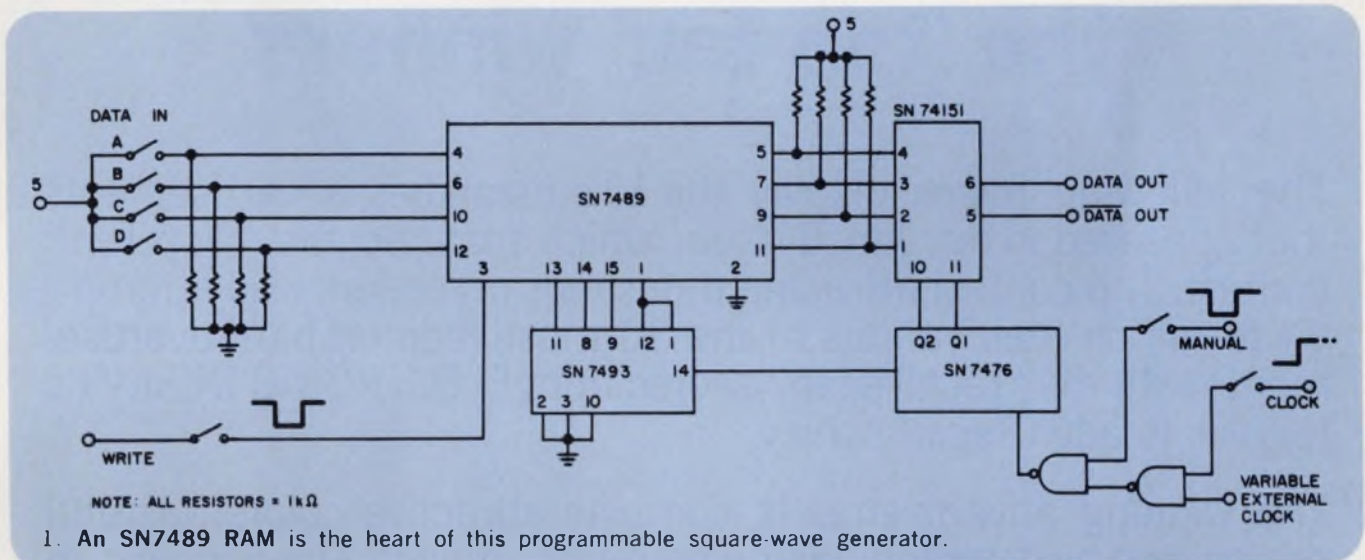 5
DATA IN
A
B
C
D
5
4
6
10
12
3
SN7489
13 14 15 1
2
5
7
9
11
SN 74151
4
3
2
1
6
5
10 11
DATA OUT
D̅A̅T̅A̅ OUT
11 8 9 12 1
SN 7493
14
2 3 10
Q2 Q1
SN 7476
MANUAL
CLOCK
VARIABLE
EXTERNAL
CLOCK
WRITE
NOTE: ALL RESISTORS = 1kΩ
1. An SN7489 RAM is the heart of this programmable square-wave generator.